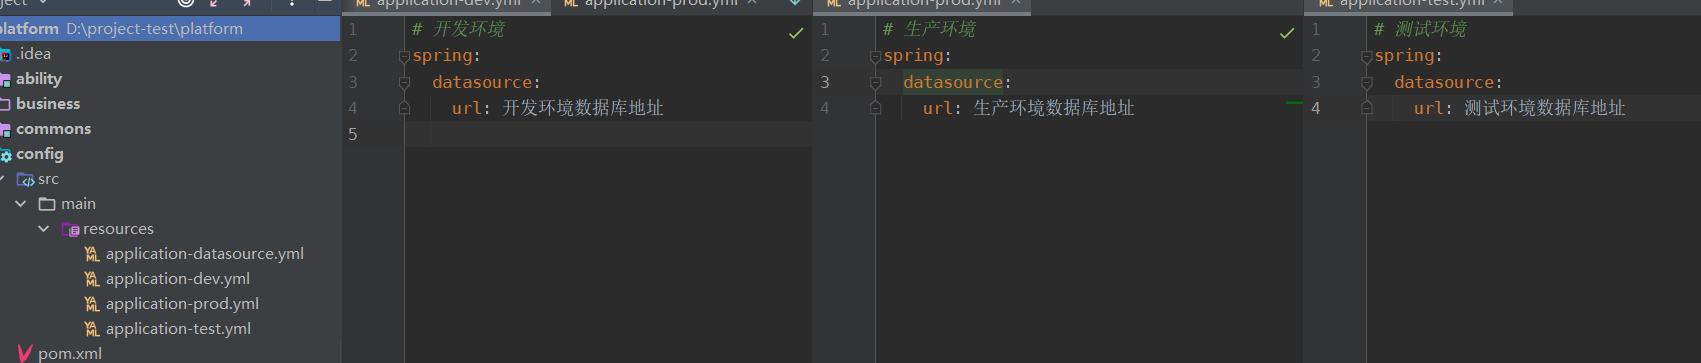 application-dev.yml
application-prod.yml
application-prod.yml
application-test.yml
platform D:\project-test\platform
.idea
ability
business
commons
config
src
main
resources
application-datasource.yml
application-dev.yml
application-prod.yml
application-test.yml
pom.xml
1 # 开发环境
2 spring:
3 datasource:
4 url: 开发环境数据库地址
5
1 # 生产环境
2 spring:
3 datasource:
4 url: 生产环境数据库地址
1 # 测试环境
2 spring:
3 datasource:
4 url: 测试环境数据库地址